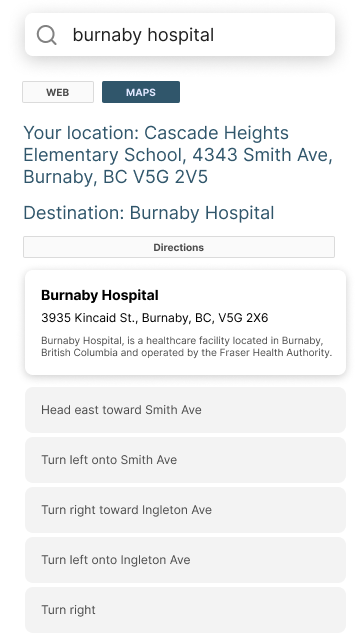 burnaby hospital
WEB
MAPS
Your location: Cascade Heights
Elementary School, 4343 Smith Ave,
Burnaby, BC V5G 2V5
Destination: Burnaby Hospital
Directions
Burnaby Hospital
3935 Kincaid St., Burnaby, BC, V5G 2X6
Burnaby Hospital, is a healthcare facility located in Burnaby,
British Columbia and operated by the Fraser Health Authority.
Head east toward Smith Ave
Turn left onto Smith Ave
Turn right toward Ingleton Ave
Turn left onto Ingleton Ave
Turn right